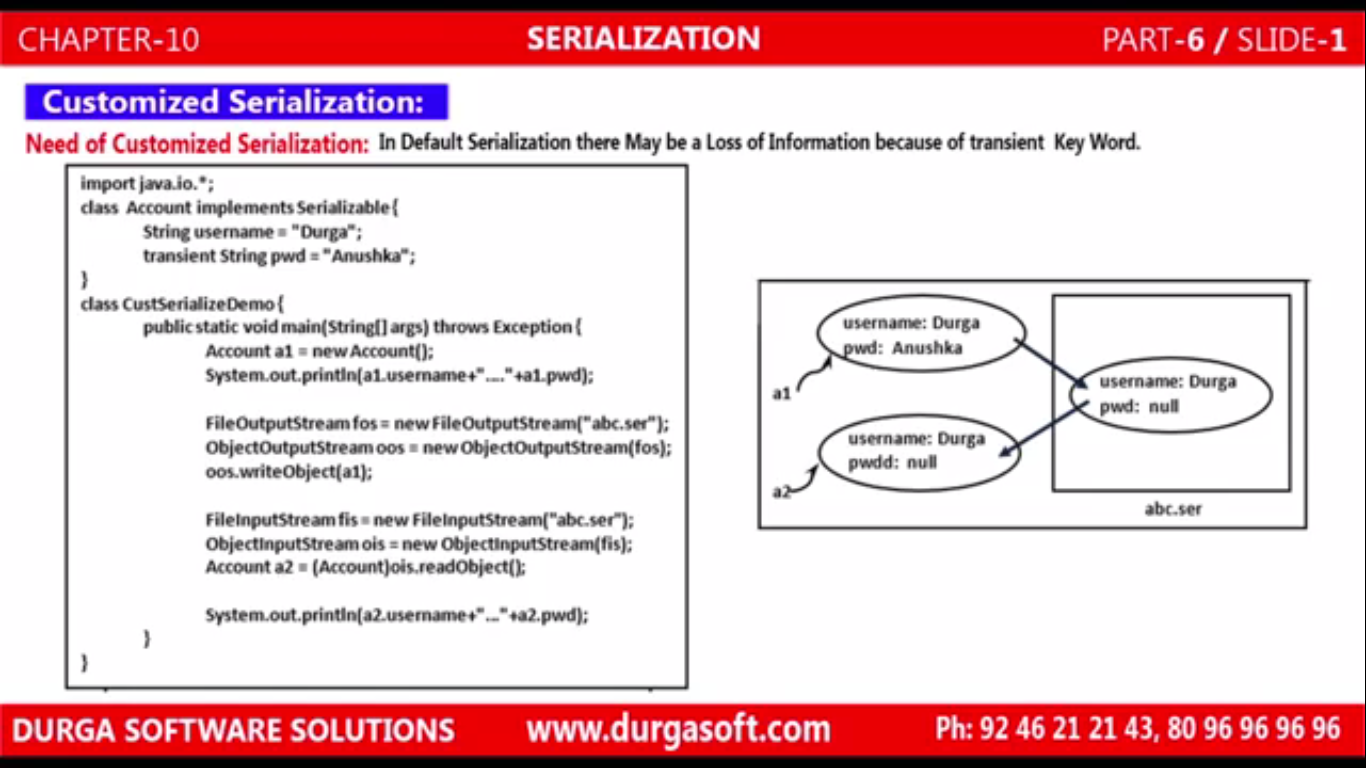 CHAPTER-10 SERIALIZATION PART-6 / SLIDE-1
Customized Serialization:
Need of Customized Serialization: In Default Serialization there May be a Loss of Information because of transient Key Word.
import java.io.*;
class Account implements Serializable{
String username = "Durga";
transient String pwd = "Anushka";
}
class CustSerializeDemo{
public static void main(String[] args) throws Exception{
Account a1 = new Account();
System.out.println(a1.username+"...."+a1.pwd);
FileOutputStream fos = new FileOutputStream("abc.ser");
ObjectOutputStream oos = new ObjectOutputStream(fos);
oos.writeObject(a1);
FileInputStream fis = new FileInputStream("abc.ser");
ObjectInputStream ois = new ObjectInputStream(fis);
Account a2 = (Account)ois.readObject();
System.out.println(a2.username+"..."+a2.pwd);
}
}
username: Durga
pwd: Anushka
a1
username: Durga
pwd: null
username: Durga
pwdd: null
a2
abc.ser
DURGA SOFTWARE SOLUTIONS www.durgasoft.com Ph: 92 46 21 21 43, 80 96 96 96 96